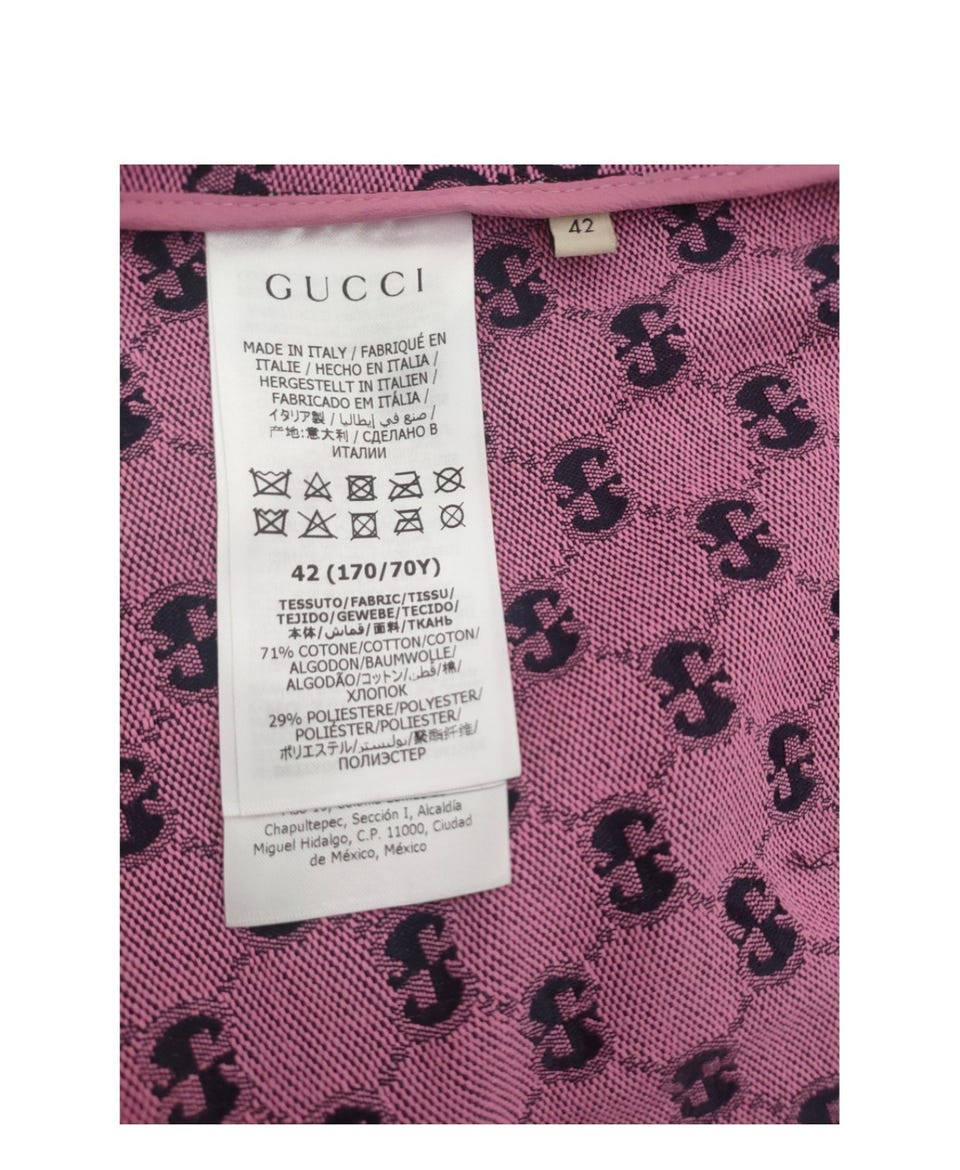 42
GUCCI
MADE IN ITALY / FABRIQUÉ EN
ITALIE / HECHO EN ITALIA /
HERGESTELLT IN ITALIEN /
FABRICADO EM ITÁLIA /
イタリア製 / صنع في إيطاليا /
产地:意大利 / СДЕЛАНО В
ИТАЛИИ
42 (170/70Y)
TESSUTO/FABRIC/TISSU/
TEJIDO/GEWEBE/TECIDO/
本体/قماش/面料/ТКАНЬ
71% COTONE/COTTON/COTON/
ALGODON/BAUMWOLLE/
ALGODÃO/コットン/قطن/棉/
ХЛОПОК
29% POLIESTERE/POLYESTER/
POLIÉSTER/POLIESTER/
ポリエステル/بوليستر/聚酯纤维/
ПОЛИЭСТЕР
Chapultepec, Sección I, Alcaldía
Miguel Hidalgo, C.P. 11000, Ciudad
de México, México